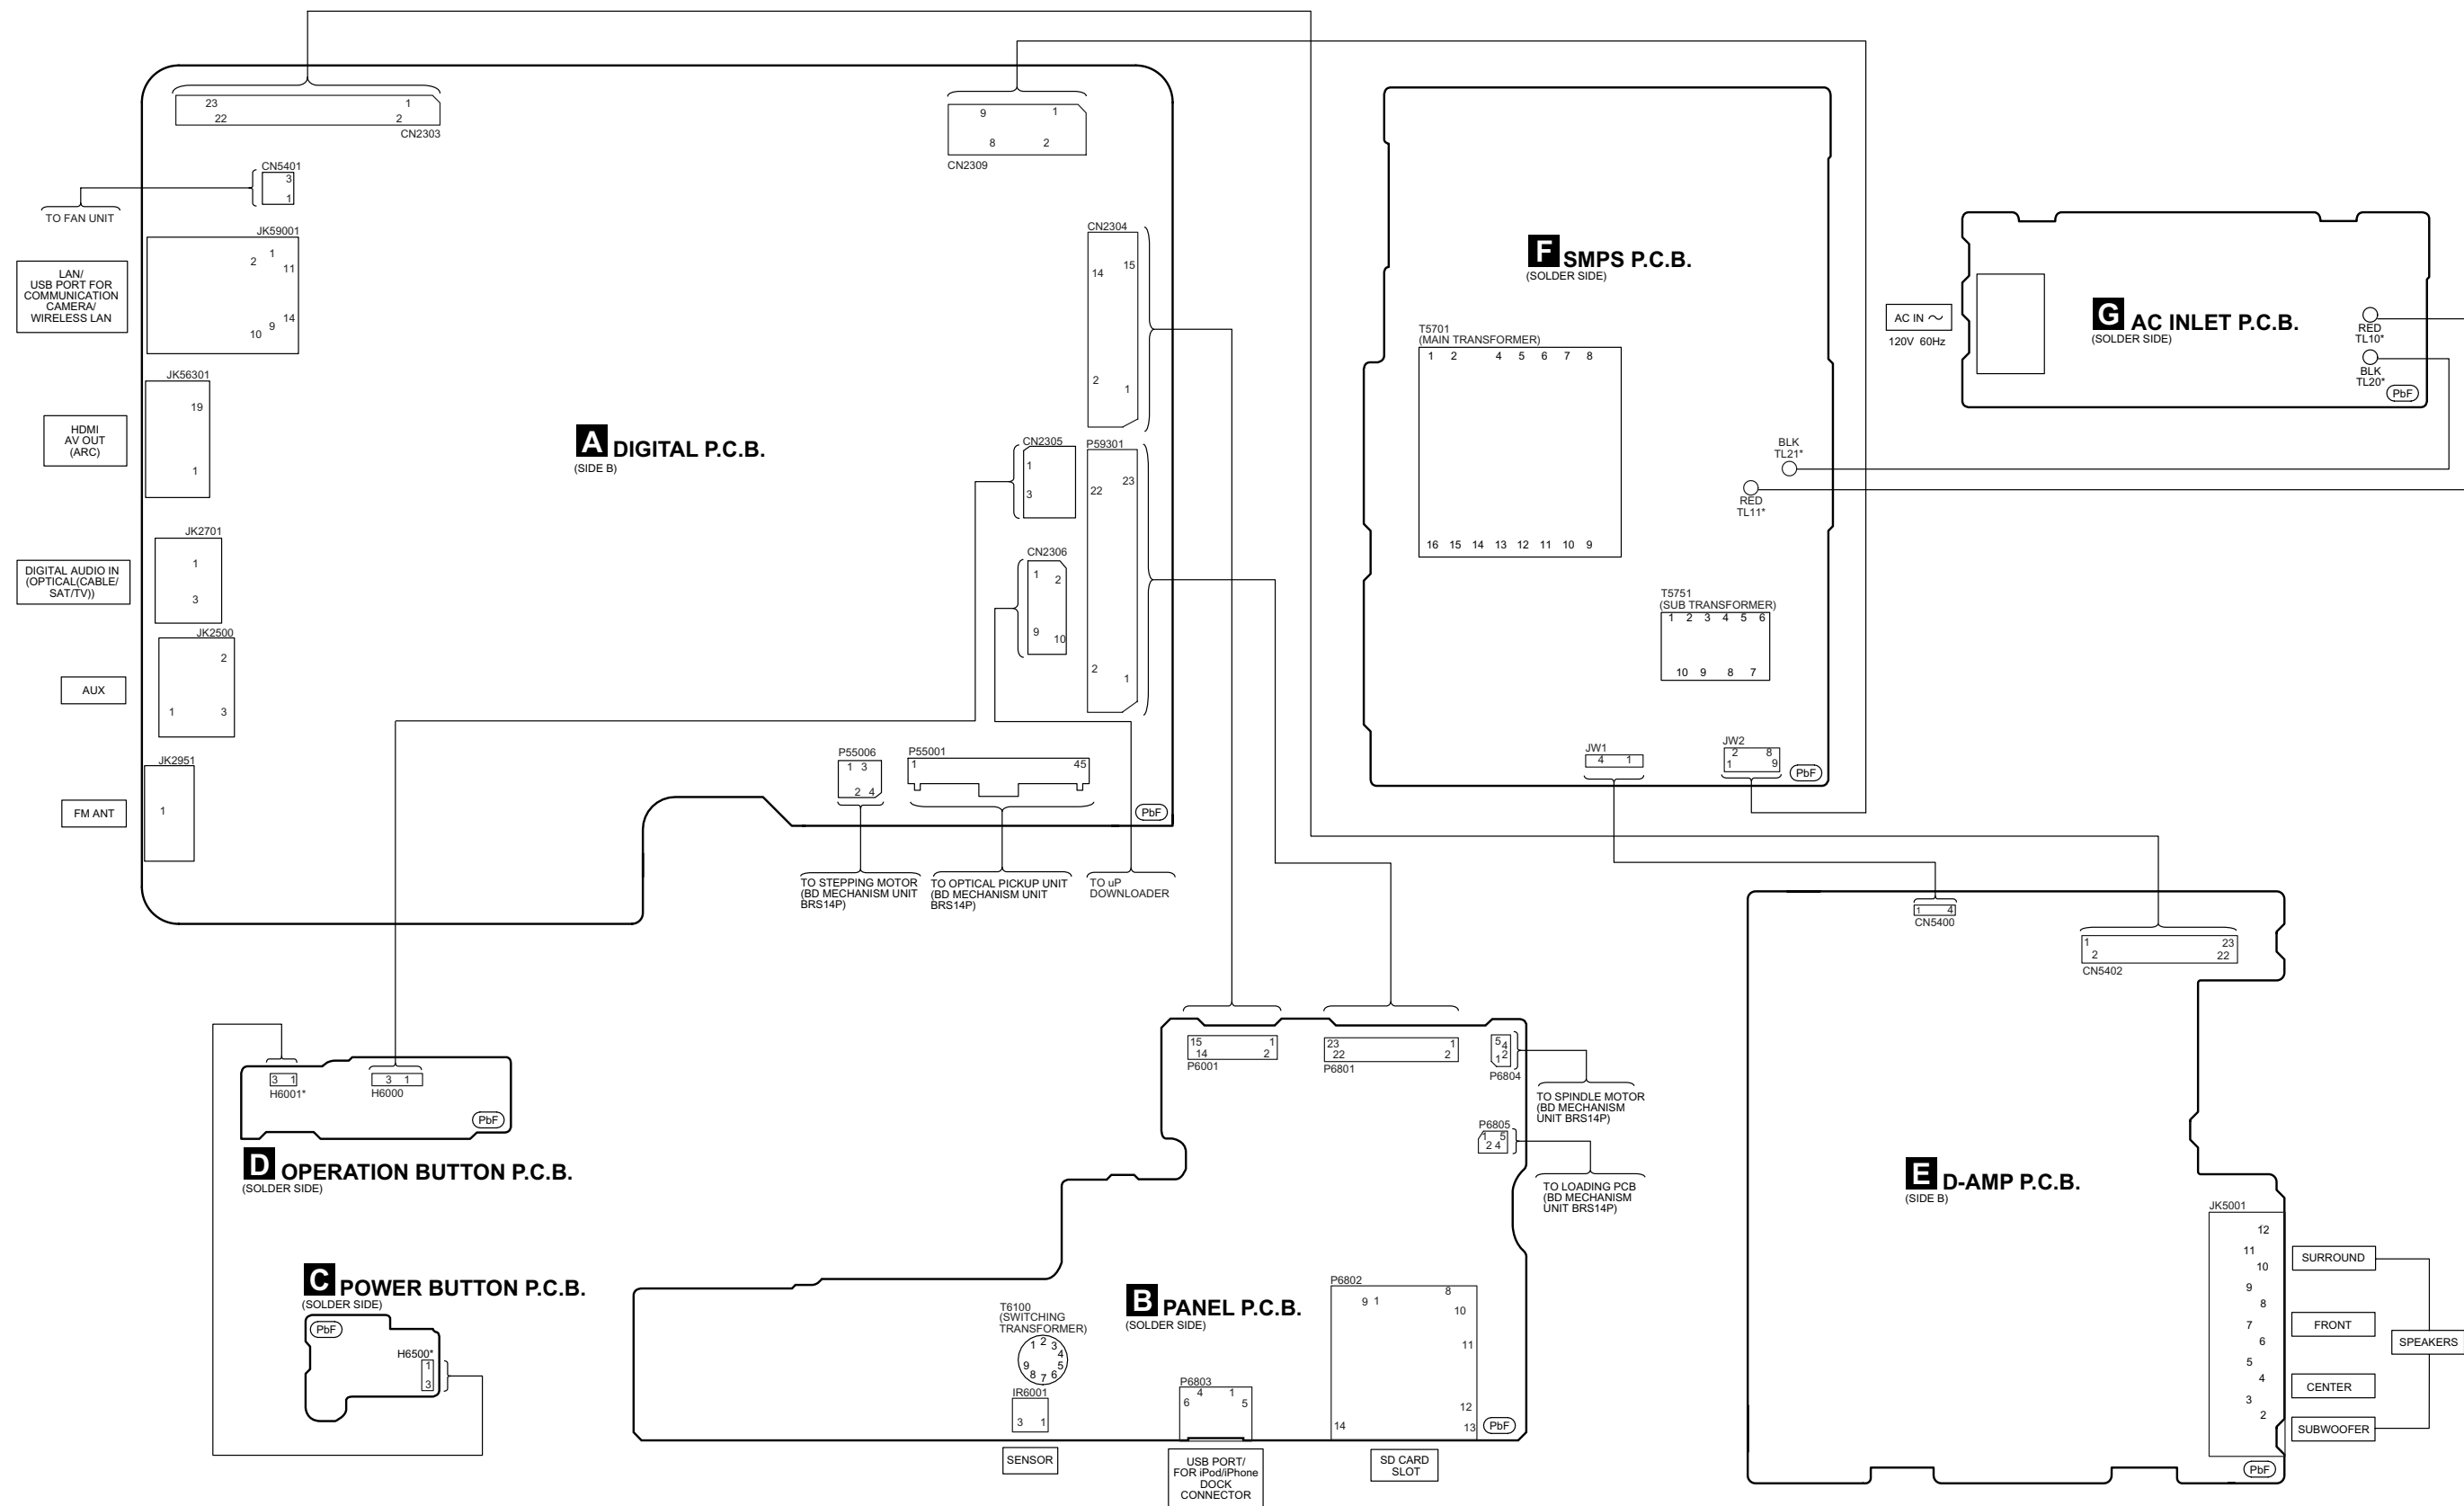 23 1
22 2
CN2303
9 1
8 2
CN2309
CN5401
3
1
TO FAN UNIT
JK59001
1
2
11
14
9
10
LAN/
USB PORT FOR
COMMUNICATION
CAMERA/
WIRELESS LAN
JK56301
19
1
HDMI
AV OUT
(ARC)
JK2701
1
3
DIGITAL AUDIO IN
(OPTICAL(CABLE/
SAT/TV))
JK2500
2
1 3
AUX
JK2951
1
FM ANT
A DIGITAL P.C.B.
(SIDE B)
CN2304
15
14
2
1
CN2305
1
3
P59301
23
22
2
1
CN2306
1 2
9 10
P55006
1 3
2 4
P55001
1 45
PbF
TO STEPPING MOTOR
(BD MECHANISM UNIT
BRS14P)
TO OPTICAL PICKUP UNIT
(BD MECHANISM UNIT
BRS14P)
TO uP
DOWNLOADER
F SMPS P.C.B.
(SOLDER SIDE)
T5701
(MAIN TRANSFORMER)
1 2 4 5 6 7 8
16 15 14 13 12 11 10 9
BLK
TL21*
RED
TL11*
T5751
(SUB TRANSFORMER)
1 2 3 4 5 6
10 9 8 7
JW1
4 1
JW2
2 8
1 9
PbF
AC IN ～
120V 60Hz
G AC INLET P.C.B.
(SOLDER SIDE)
RED
TL10*
BLK
TL20*
PbF
3 1
H6001*
3 1
H6000
PbF
D OPERATION BUTTON P.C.B.
(SOLDER SIDE)
C POWER BUTTON P.C.B.
(SOLDER SIDE)
PbF
H6500*
1
3
15 1
14 2
P6001
23 1
22 2
P6801
5
4
2
1
P6804
TO SPINDLE MOTOR
(BD MECHANISM
UNIT BRS14P)
P6805
1 5
2 4
TO LOADING PCB
(BD MECHANISM
UNIT BRS14P)
B PANEL P.C.B.
(SOLDER SIDE)
T6100
(SWITCHING
TRANSFORMER)
1 2 3
4
9 5
8 7 6
IR6001
3 1
SENSOR
P6803
4 1
6 5
USB PORT/
FOR iPod/iPhone
DOCK
CONNECTOR
P6802
8
9 1
10
11
12
14 13
PbF
SD CARD
SLOT
1 4
CN5400
1 23
2 22
CN5402
E D-AMP P.C.B.
(SIDE B)
JK5001
12
11
10
9
8
7
6
5
4
3
2
PbF
SURROUND
FRONT
SPEAKERS
CENTER
SUBWOOFER